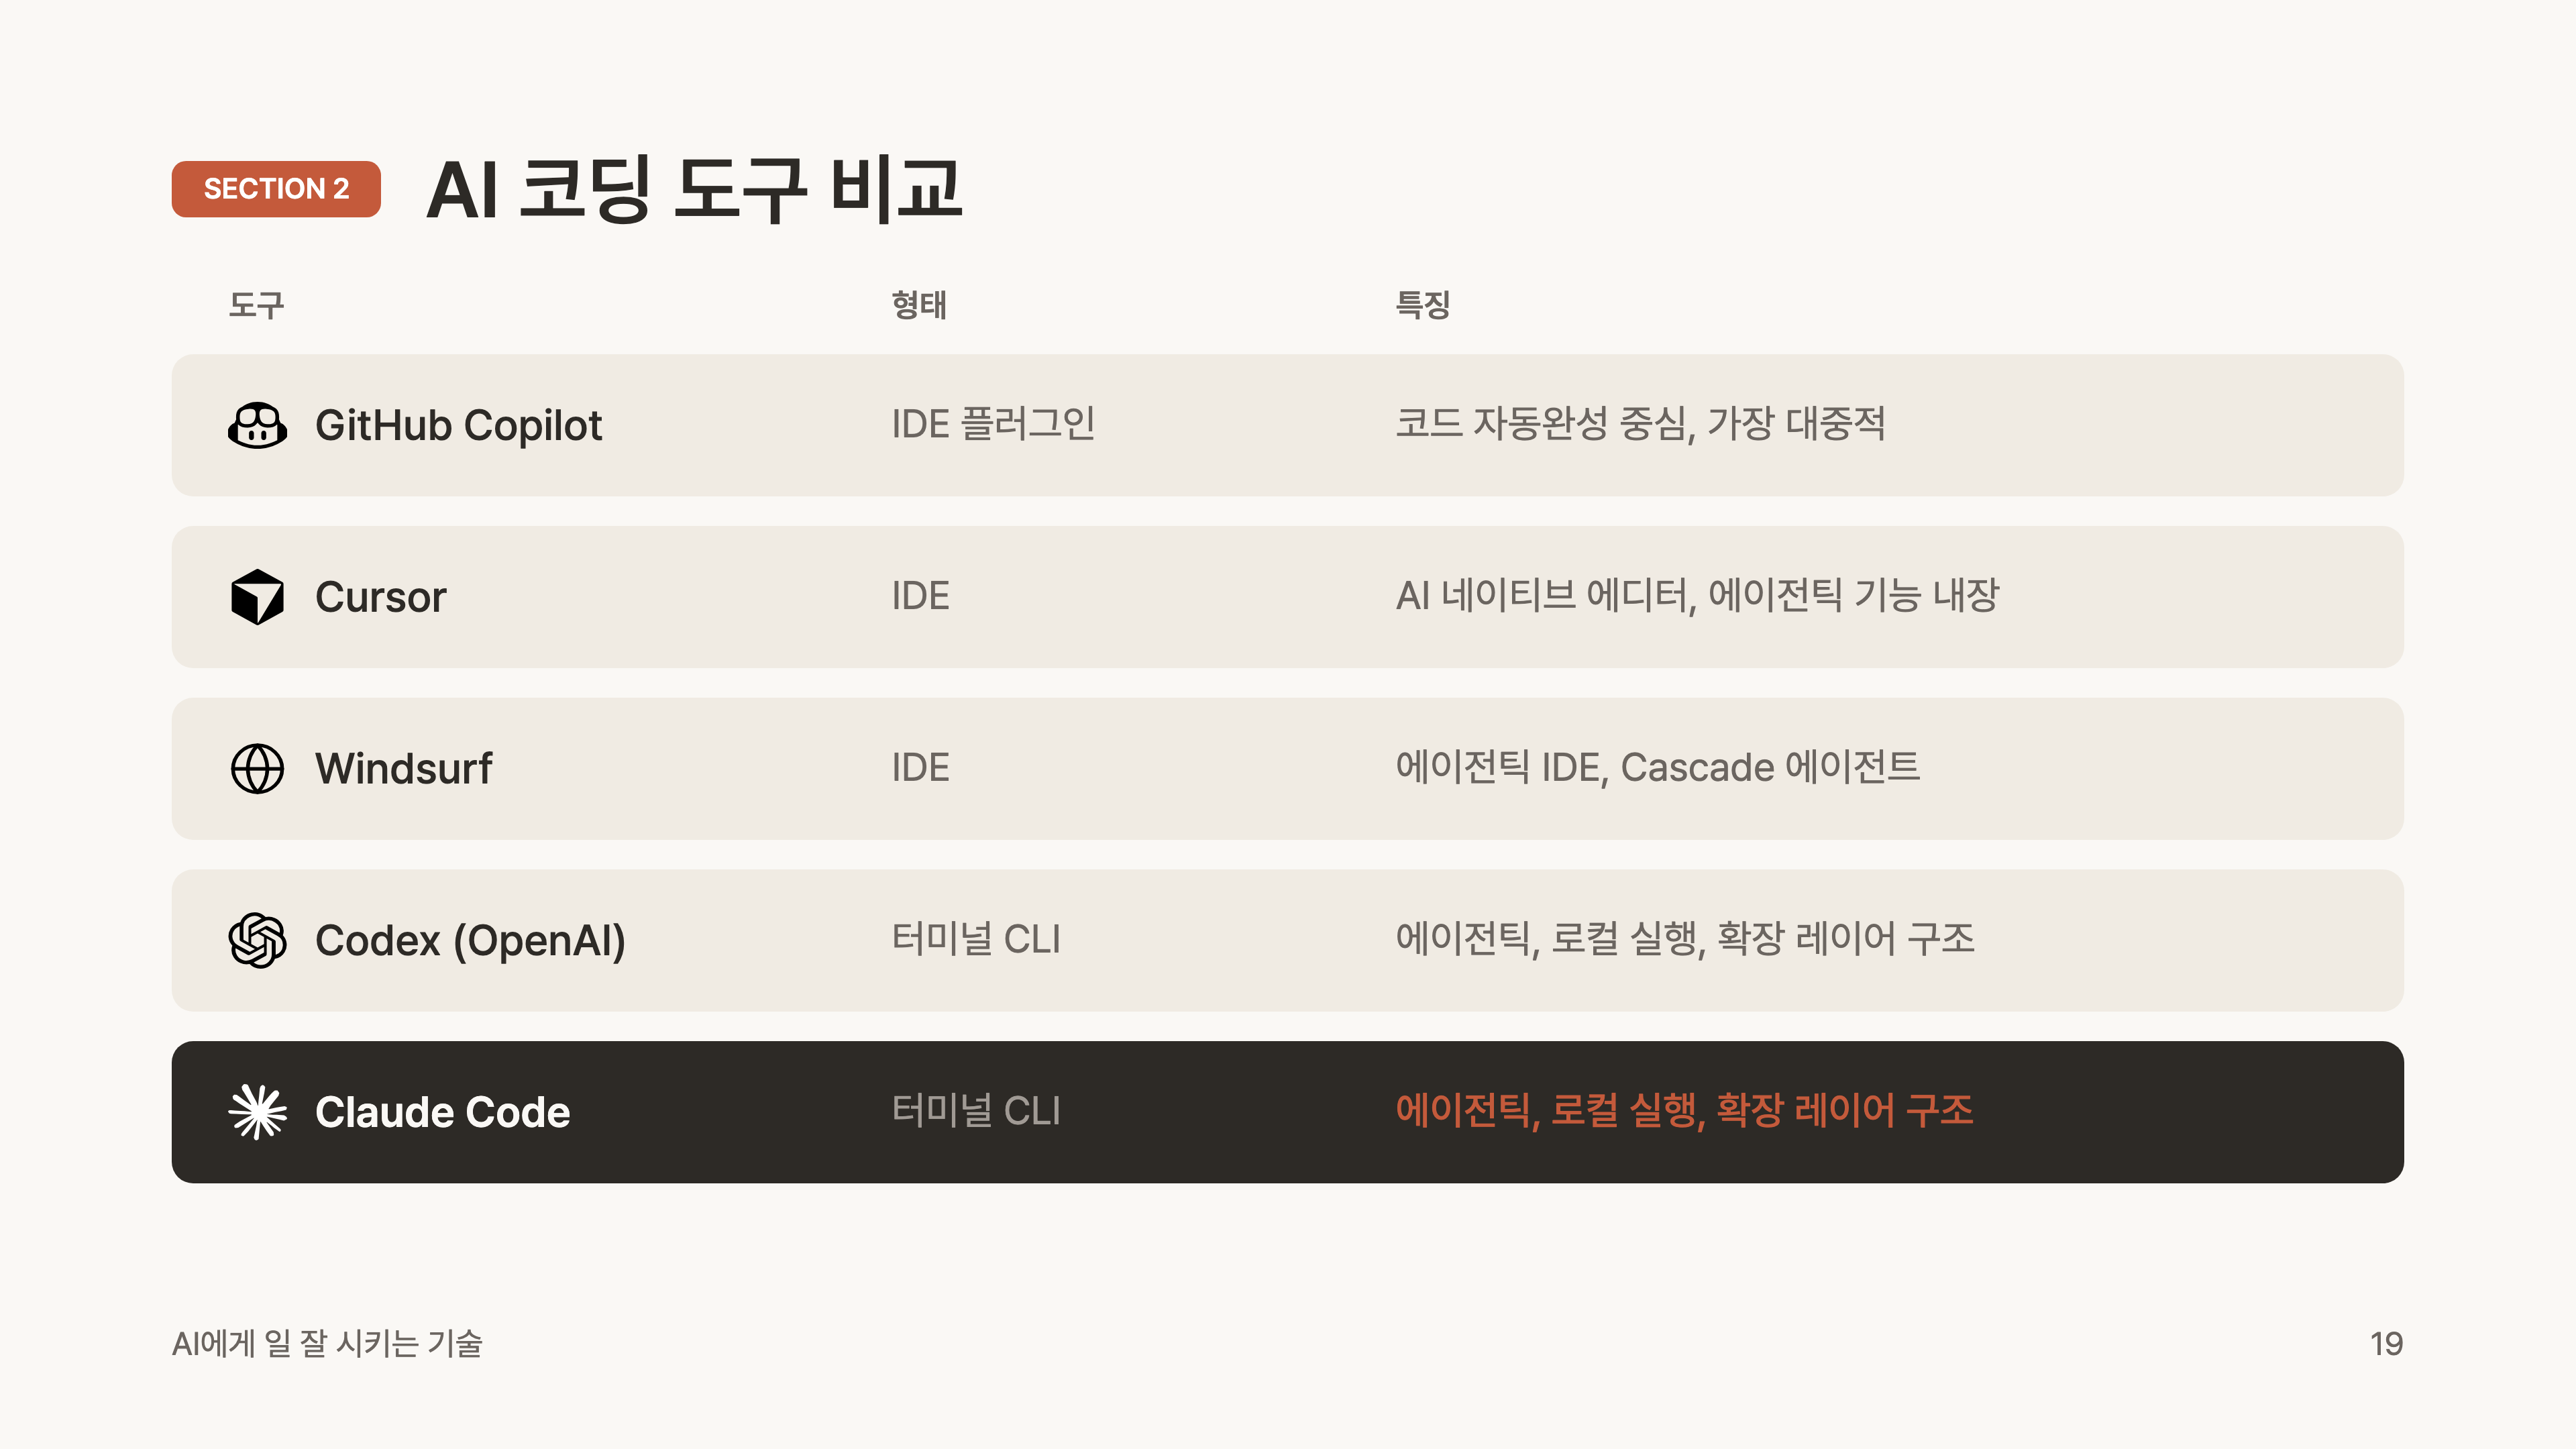 SECTION 2
AI 코딩 도구 비교
도구 형태 특징
GitHub Copilot IDE 플러그인 코드 자동완성 중심, 가장 대중적
Cursor IDE AI 네이티브 에디터, 에이전틱 기능 내장
Windsurf IDE 에이전틱 IDE, Cascade 에이전트
Codex (OpenAI) 터미널 CLI 에이전틱, 로컬 실행, 확장 레이어 구조
Claude Code 터미널 CLI 에이전틱, 로컬 실행, 확장 레이어 구조
AI에게 일 잘 시키는 기술
19